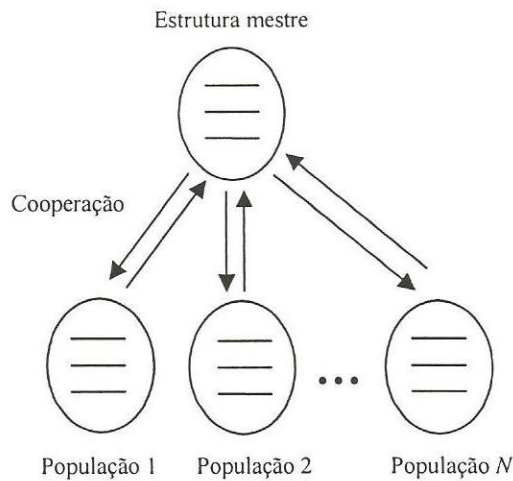 Estrutura mestre
Cooperação
População 1
População 2
População N